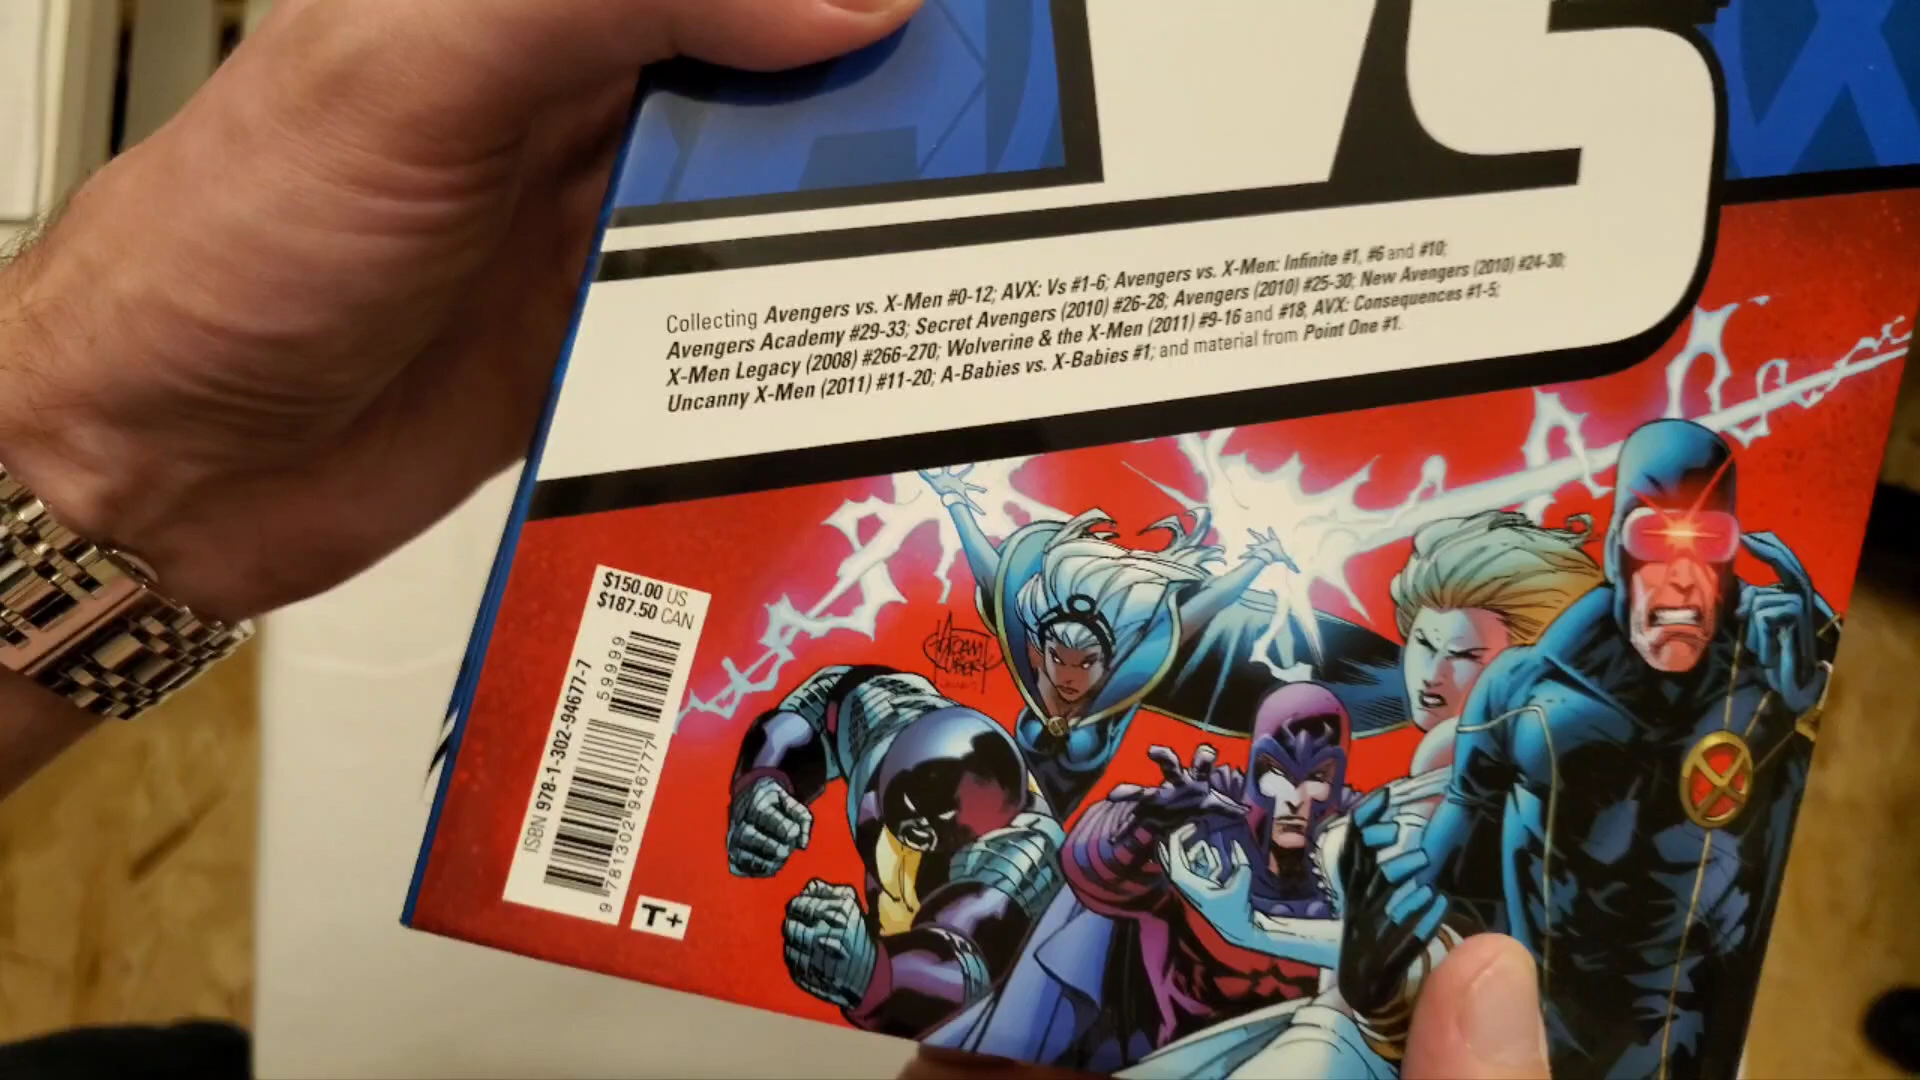 VS
Collecting Avengers vs. X-Men #0-12; AVX: Vs #1-6; Avengers vs. X-Men: Infinite #1, #6 and #10;
Avengers Academy #29-33; Secret Avengers (2010) #26-28; Avengers (2010) #25-30; New Avengers (2010) #24-30;
X-Men Legacy (2008) #266-270; Wolverine & the X-Men (2011) #9-16 and #18, AVX: Consequences #1-5;
Uncanny X-Men (2011) #11-20; A-Babies vs. X-Babies #1; and material from Point One #1.
$150.00 US
$187.50 CAN
ISBN 978-1-302-94677-7
59999
9 781302 946777
T+
ADAM
KUBERT